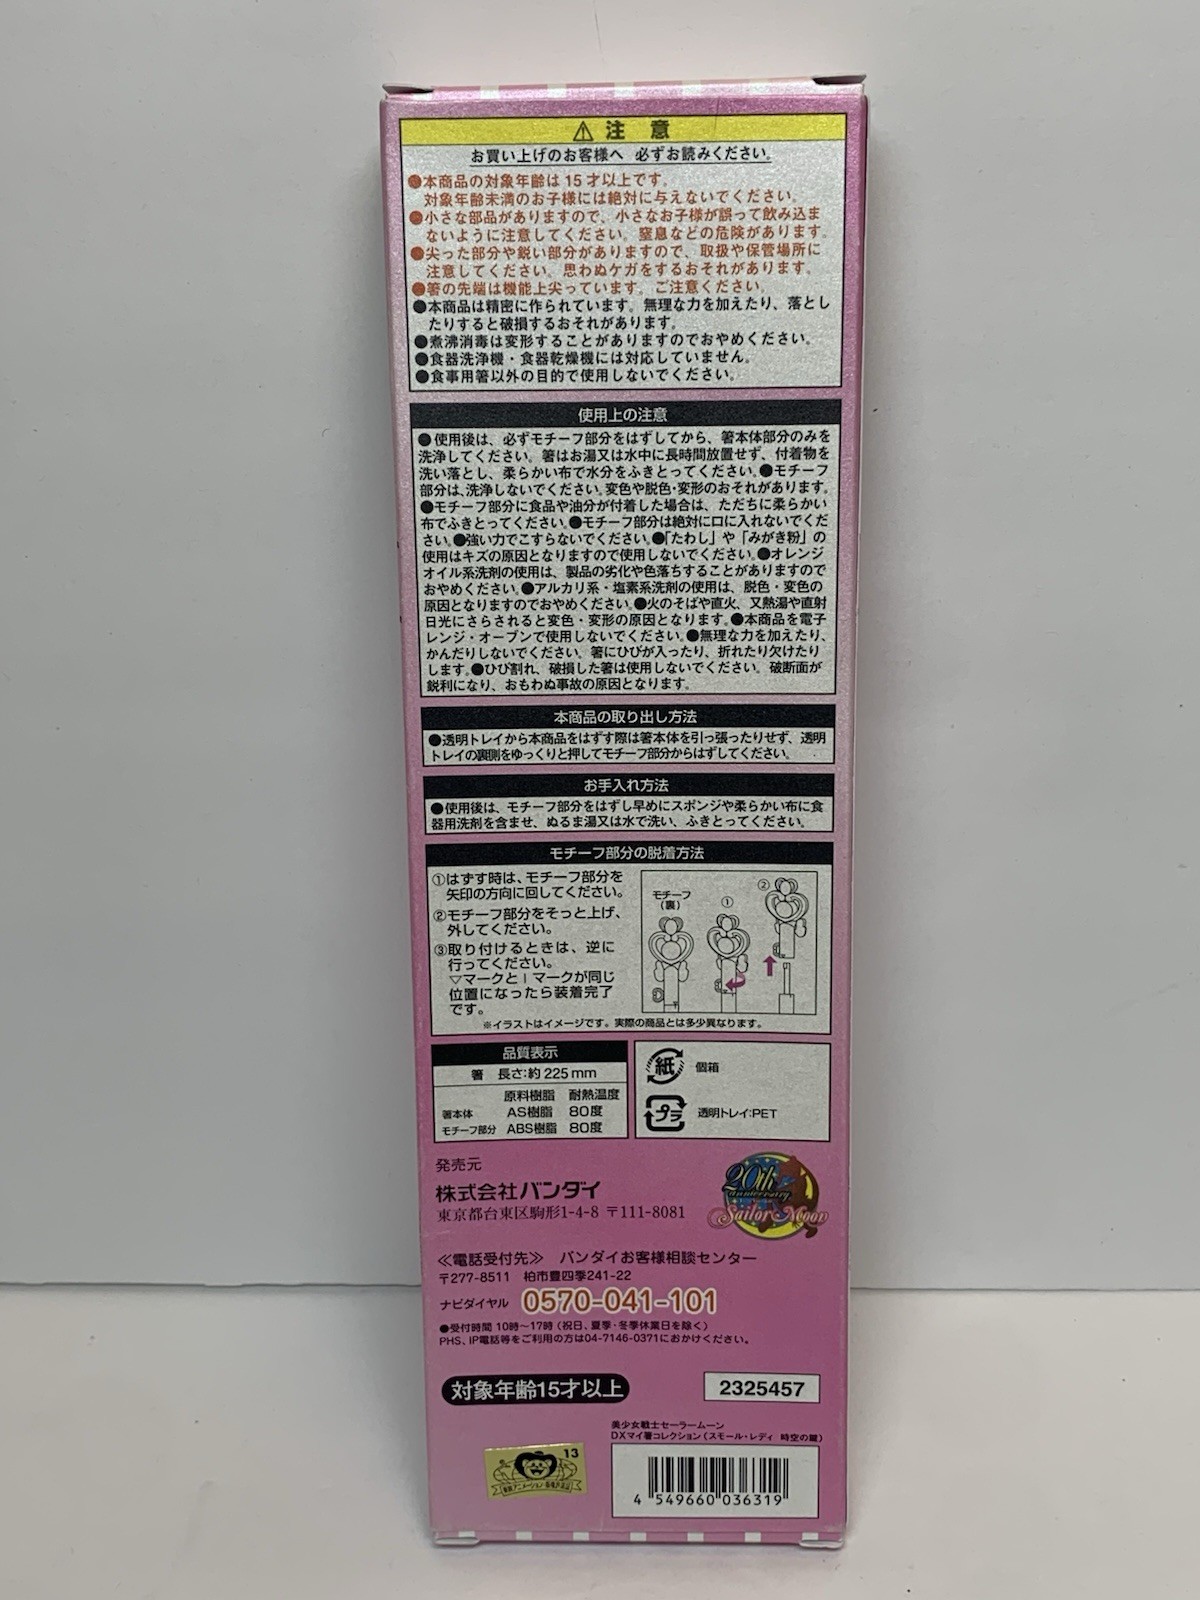 ⚠ 注 意
お買い上げのお客様へ 必ずお読みください。
●本商品の対象年齢は15才以上です。
対象年齢未満のお子様には絶対に与えないでください。
●小さな部品がありますので、小さなお子様が誤って飲み込ま
ないように注意してください。窒息などの危険があります。
●尖った部分や鋭い部分がありますので、取扱や保管場所に
注意してください。思わぬケガをするおそれがあります。
●箸の先端は機能上尖っています。ご注意ください。
●本商品は精密に作られています。無理な力を加えたり、落とし
たりすると破損するおそれがあります。
●煮沸消毒は変形することがありますのでおやめください。
●食器洗浄機・食器乾燥機には対応していません。
●食事用箸以外の目的で使用しないでください。
使用上の注意
●使用後は、必ずモチーフ部分をはずしてから、箸本体部分のみを
洗浄してください。箸はお湯又は水中に長時間放置せず、付着物を
洗い落とし、柔らかい布で水分をふきとってください。●モチーフ
部分は、洗浄しないでください。変色や脱色・変形のおそれがあります。
●モチーフ部分に食品や油分が付着した場合は、ただちに柔らかい
布でふきとってください。●モチーフ部分は絶対に口に入れないでくだ
さい。●強い力でこすらないでください。●「たわし」や「みがき粉」の
使用はキズの原因となりますので使用しないでください。●オレンジ
オイル系洗剤の使用は、製品の劣化や色落ちすることがありますので
おやめください。●アルカリ系・塩素系洗剤の使用は、脱色・変色の
原因となりますのでおやめください。●火のそばや直火、又熱湯や直射
日光にさらされると変色・変形の原因となります。●本商品を電子
レンジ・オーブンで使用しないでください。●無理な力を加えたり、
かんだりしないでください。箸にひびが入ったり、折れたり欠けたり
します。●ひび割れ、破損した箸は使用しないでください。破断面が
鋭利になり、おもわぬ事故の原因となります。
本商品の取り出し方法
●透明トレイから本商品をはずす際は箸本体を引っ張ったりせず、透明
トレイの裏側をゆっくりと押してモチーフ部分からはずしてください。
お手入れ方法
●使用後は、モチーフ部分をはずし早めにスポンジや柔らかい布に食
器用洗剤を含ませ、ぬるま湯又は水で洗い、ふきとってください。
モチーフ部分の脱着方法
①はずす時は、モチーフ部分を
矢印の方向に回してください。
②モチーフ部分をそっと上げ、
外してください。
③取り付けるときは、逆に
行ってください。
▽マークと|マークが同じ
位置になったら装着完了
です。
モチーフ
(裏)
①
②
※イラストはイメージです。実際の商品とは多少異なります。
品質表示
箸 長さ:約225mm
原料樹脂 耐熱温度
箸本体 AS樹脂 80度
モチーフ部分 ABS樹脂 80度
紙 個箱
プラ 透明トレイ:PET
発売元
株式会社バンダイ
東京都台東区駒形1-4-8 〒111-8081
20th
anniversary
Sailor Moon
≪電話受付先≫ バンダイお客様相談センター
〒277-8511 柏市豊四季241-22
ナビダイヤル 0570-041-101
●受付時間 10時～17時 (祝日、夏季・冬季休業日を除く)
PHS、IP電話等をご利用の方は04-7146-0371におかけください。
対象年齢15才以上
2325457
美少女戦士セーラームーン
DXマイ箸コレクション(スモール・レディ 時空の鍵)
13
4 549660 036319